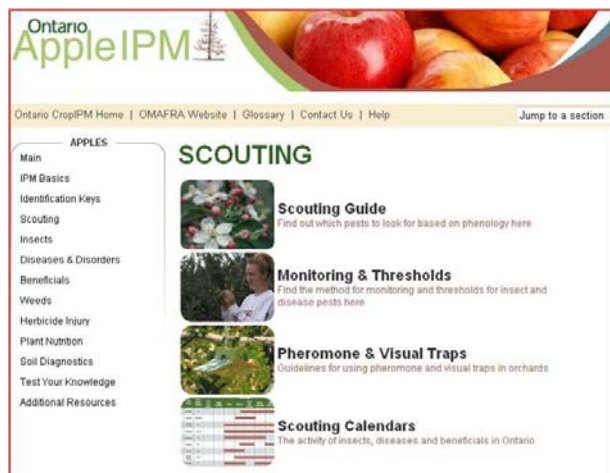 Ontario
AppleIPM
Ontario CropIPM Home | OMAFRA Website | Glossary | Contact Us | Help
Jump to a section
APPLES
Main
IPM Basics
Identification Keys
Scouting
Insects
Diseases & Disorders
Beneficials
Weeds
Herbicide Injury
Plant Nutrition
Soil Diagnostics
Test Your Knowledge
Additional Resources
SCOUTING
Scouting Guide
Find out which pests to look for based on phenology here
Monitoring & Thresholds
Find the method for monitoring and thresholds for insect and
disease pests here
Pheromone & Visual Traps
Guidelines for using pheromone and visual traps in orchards
Scouting Calendars
The activity of insects, diseases and beneficials in Ontario